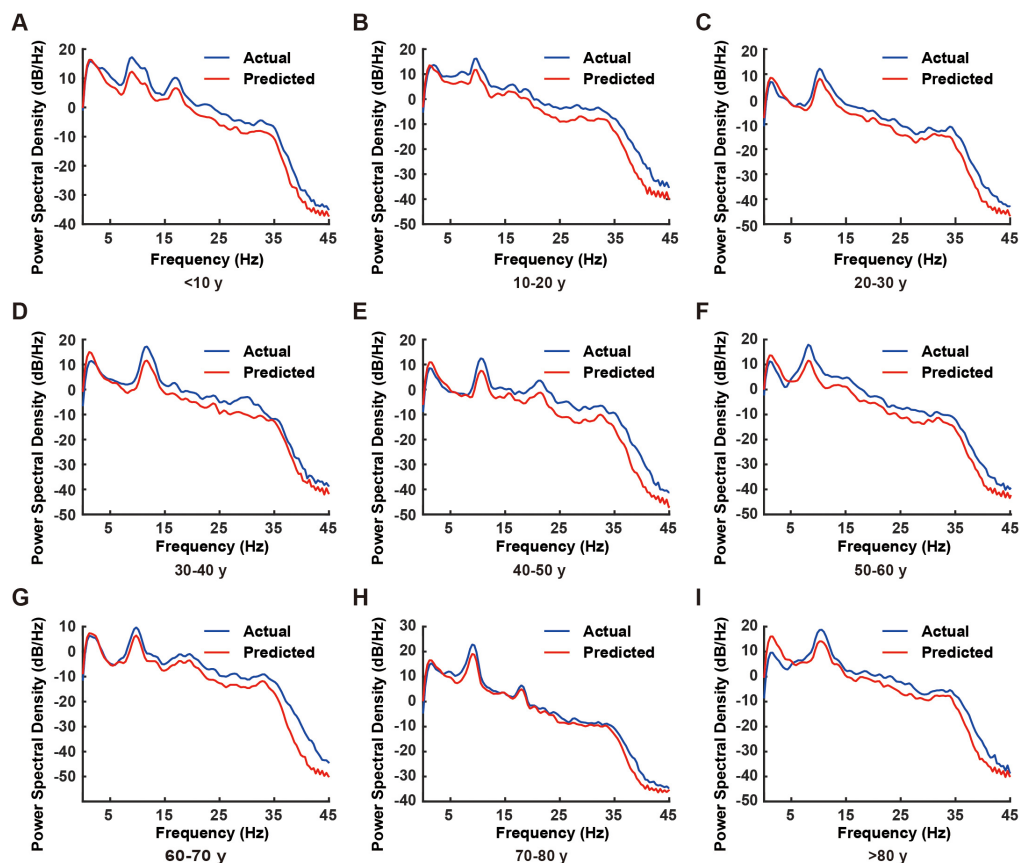 A
Power Spectral Density (dB/Hz)
20
10
0
-10
-20
-30
-40
5 15 25 35 45
Actual
Predicted
Frequency (Hz)
<10 y
B
Power Spectral Density (dB/Hz)
20
10
0
-10
-20
-30
-40
-50
5 15 25 35 45
Actual
Predicted
Frequency (Hz)
10-20 y
C
Power Spectral Density (dB/Hz)
20
10
0
-10
-20
-30
-40
-50
5 15 25 35 45
Actual
Predicted
Frequency (Hz)
20-30 y
D
Power Spectral Density (dB/Hz)
20
10
0
-10
-20
-30
-40
-50
5 15 25 35 45
Actual
Predicted
Frequency (Hz)
30-40 y
E
Power Spectral Density (dB/Hz)
20
10
0
-10
-20
-30
-40
-50
5 15 25 35 45
Actual
Predicted
Frequency (Hz)
40-50 y
F
Power Spectral Density (dB/Hz)
20
10
0
-10
-20
-30
-40
-50
5 15 25 35 45
Actual
Predicted
Frequency (Hz)
50-60 y
G
Power Spectral Density (dB/Hz)
10
0
-10
-20
-30
-40
-50
5 15 25 35 45
Actual
Predicted
Frequency (Hz)
60-70 y
H
Power Spectral Density (dB/Hz)
30
20
10
0
-10
-20
-30
-40
5 15 25 35 45
Actual
Predicted
Frequency (Hz)
70-80 y
I
Power Spectral Density (dB/Hz)
20
10
0
-10
-20
-30
-40
-50
5 15 25 35 45
Actual
Predicted
Frequency (Hz)
>80 y